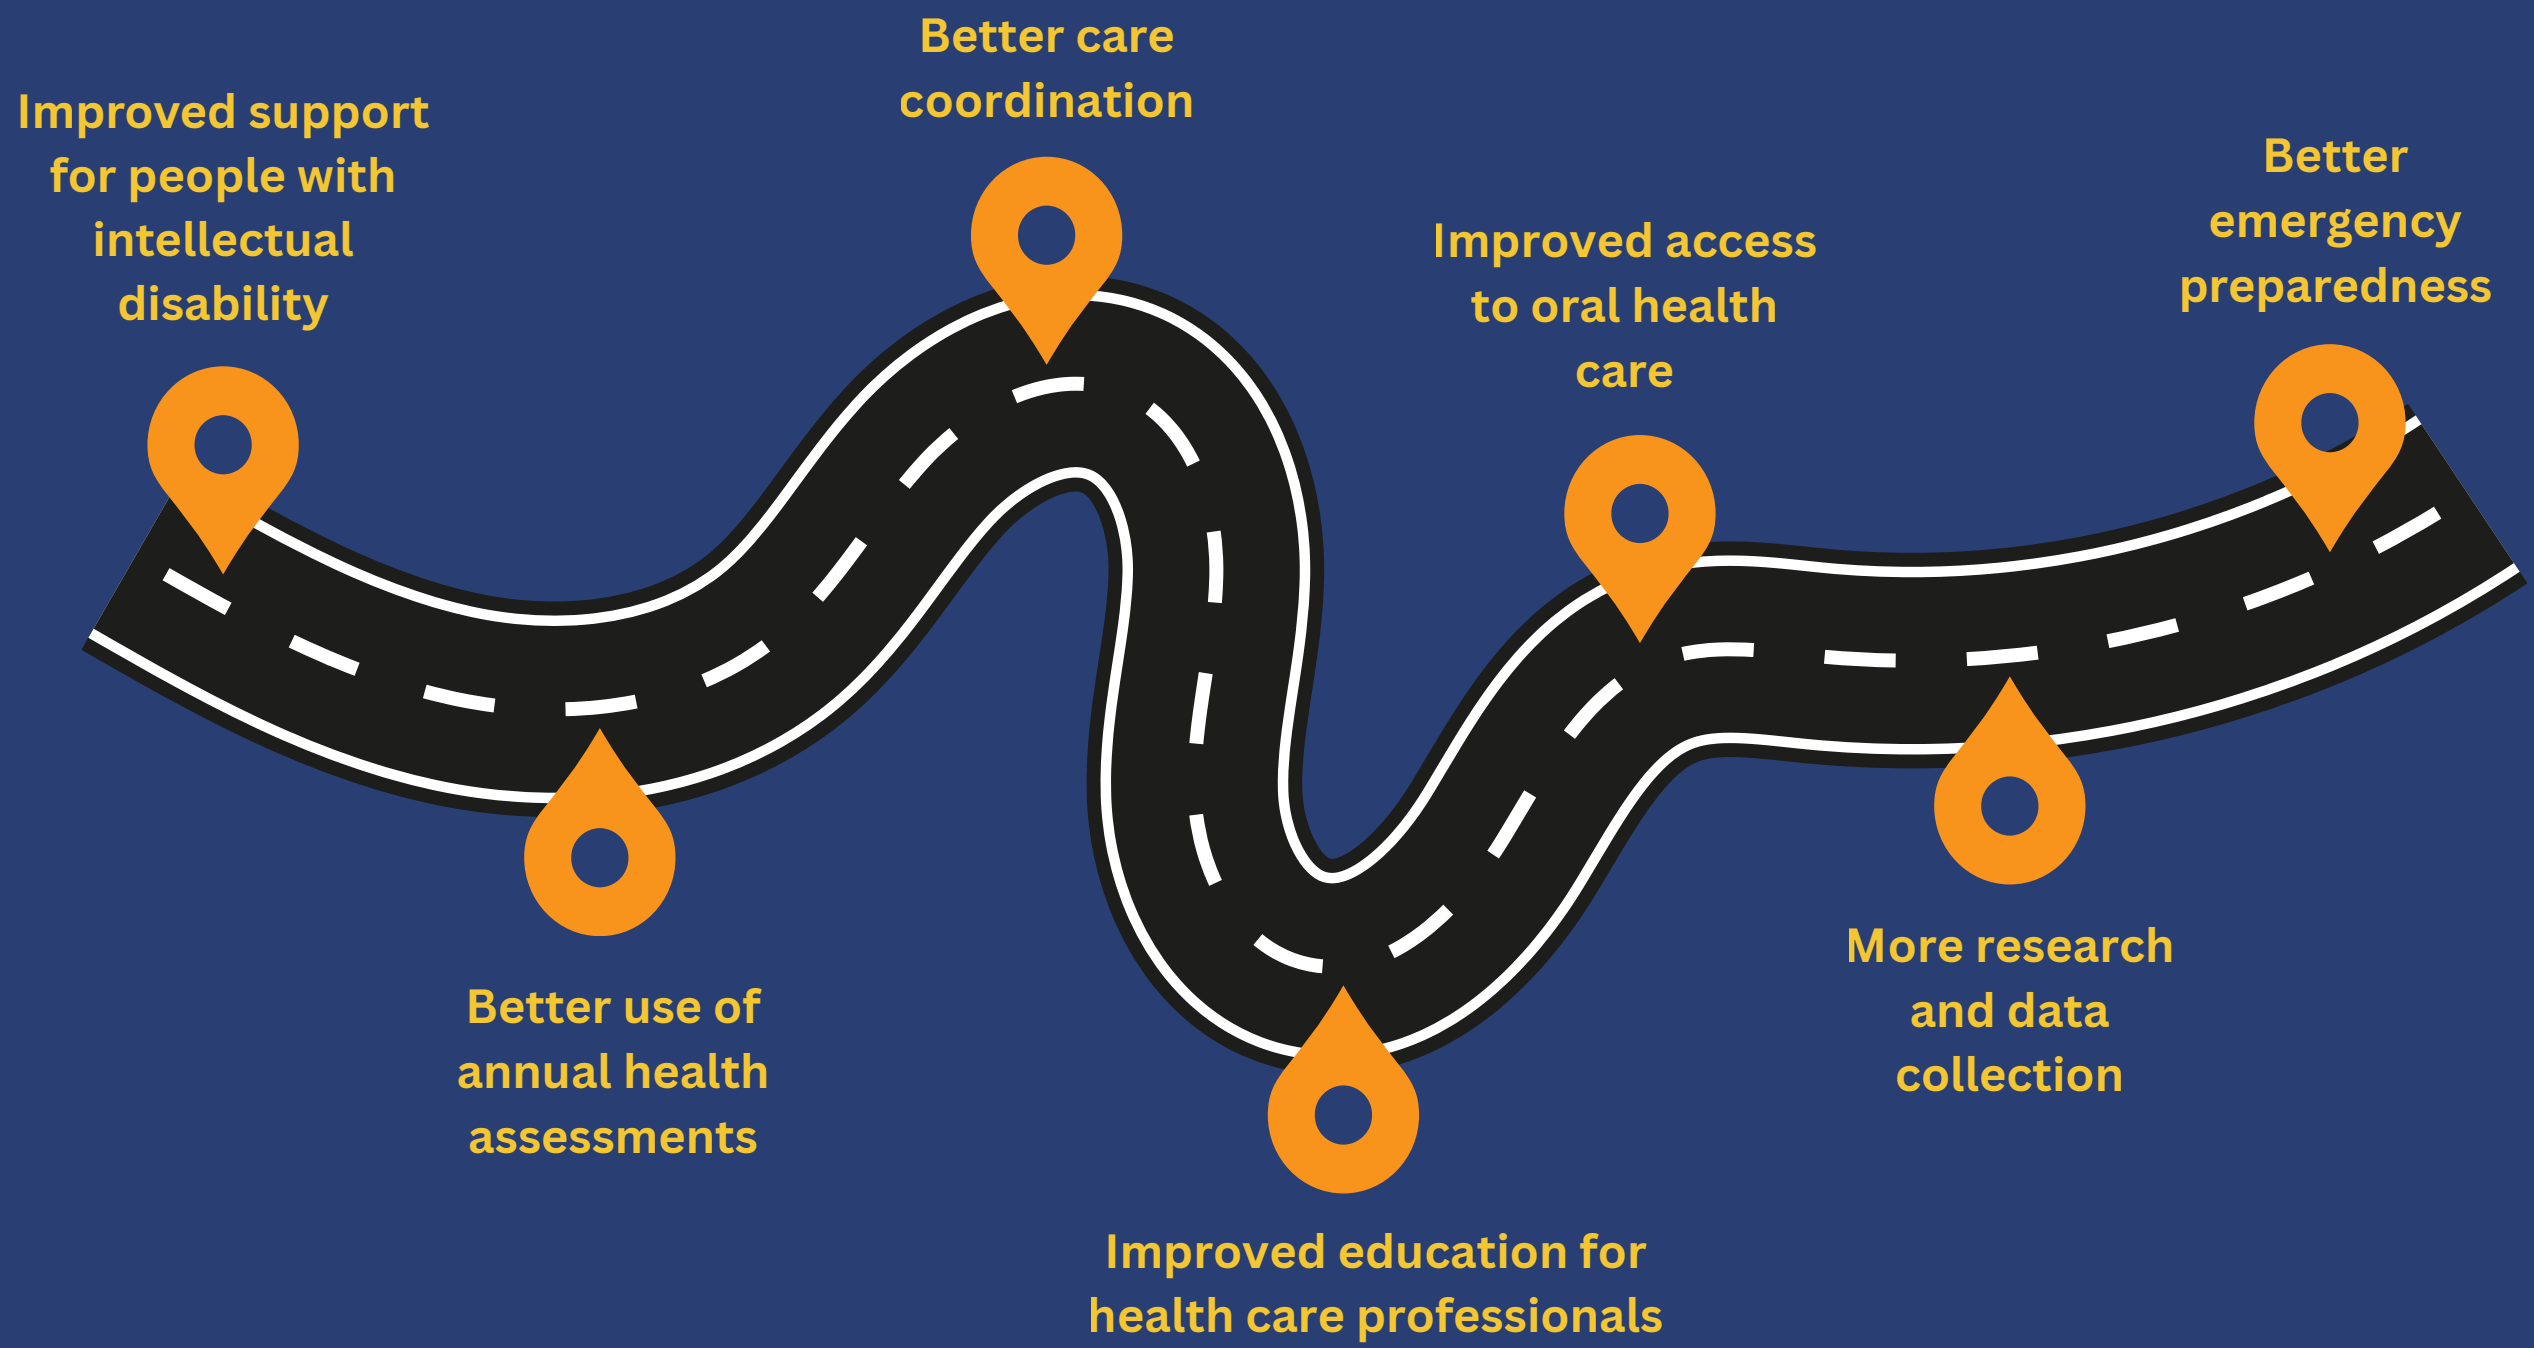 Improved support
for people with
intellectual
disability
Better use of
annual health
assessments
Better care
coordination
Improved education for
health care professionals
Improved access
to oral health
care
More research
and data
collection
Better
emergency
preparedness